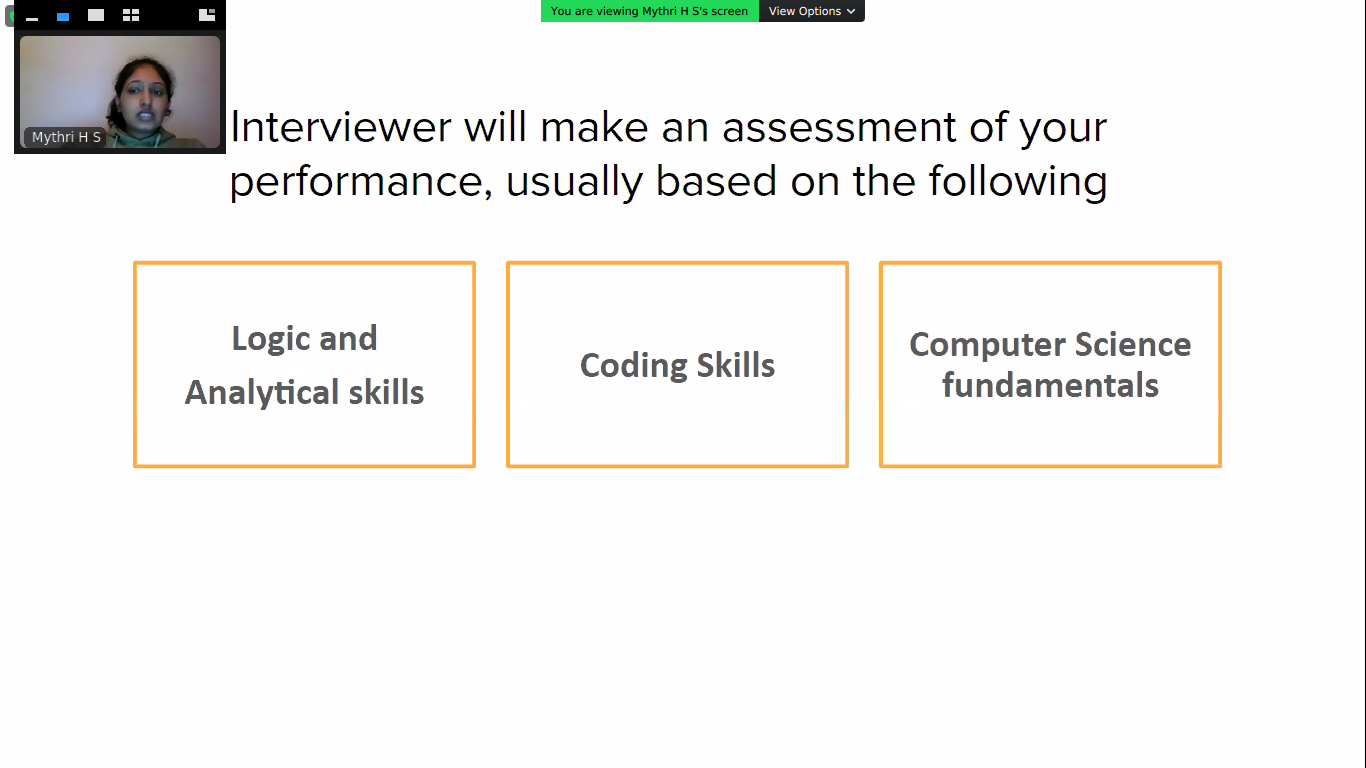 You are viewing Mythri H S's screen
View Options
Mythri H S
Interviewer will make an assessment of your
performance, usually based on the following
Logic and
Analytical skills
Coding Skills
Computer Science
fundamentals